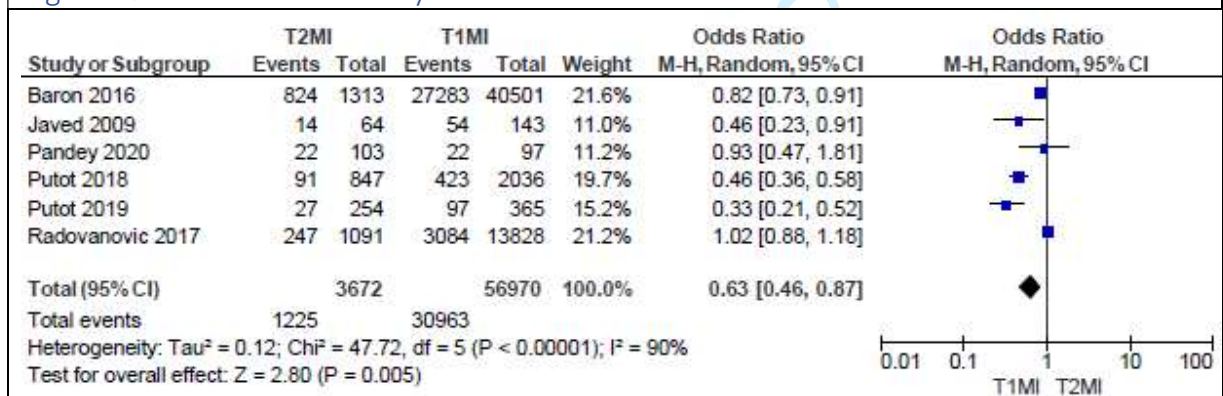 T2MI T1MI Odds Ratio Odds Ratio
Study or Subgroup Events Total Events Total Weight M-H, Random, 95% CI M-H, Random, 95% CI
Baron 2016 824 1313 27283 40501 21.6% 0.82 [0.73, 0.91]
Javed 2009 14 64 54 143 11.0% 0.46 [0.23, 0.91]
Pandey 2020 22 103 22 97 11.2% 0.93 [0.47, 1.81]
Putot 2018 91 847 423 2036 19.7% 0.46 [0.36, 0.58]
Putot 2019 27 254 97 365 15.2% 0.33 [0.21, 0.52]
Radovanovic 2017 247 1091 3084 13828 21.2% 1.02 [0.88, 1.18]
Total (95% CI) 3672 56970 100.0% 0.63 [0.46, 0.87]
Total events 1225 30963
Heterogeneity: Tau² = 0.12; Chi² = 47.72, df = 5 (P < 0.00001); I² = 90%
Test for overall effect: Z = 2.80 (P = 0.005)
0.01 0.1 1 10 100
T1MI T2MI